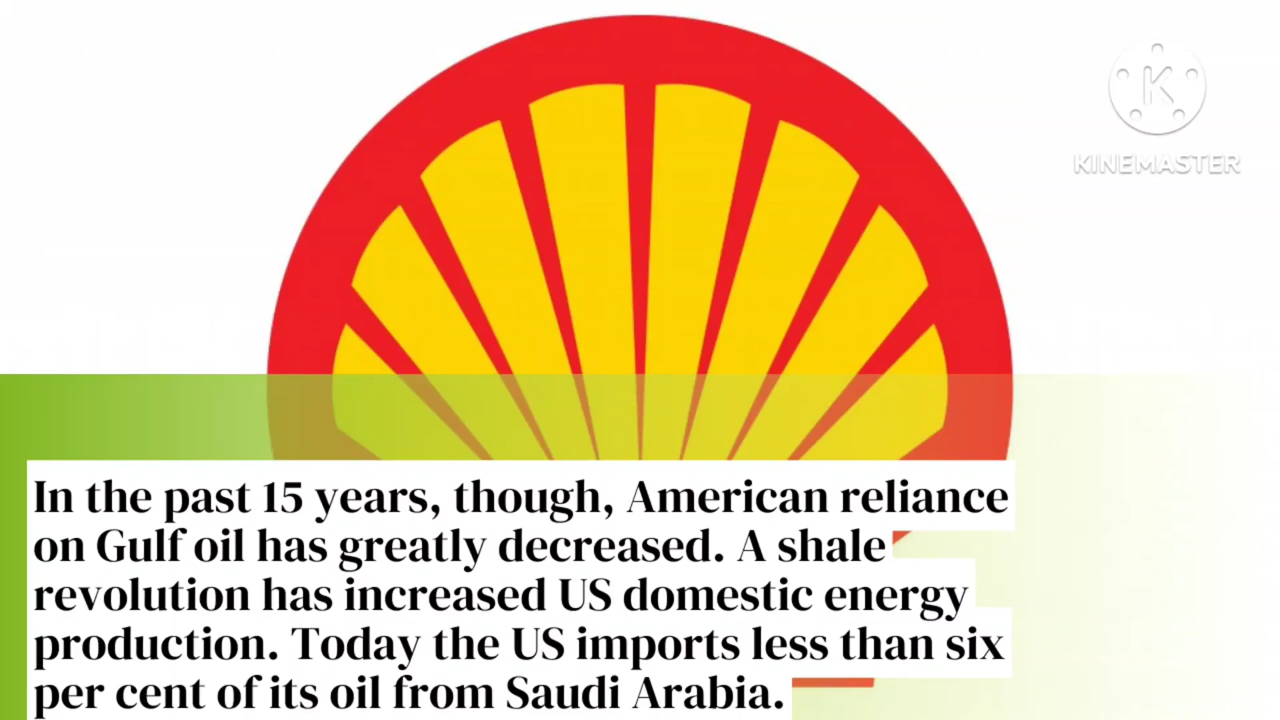 K
KINEMASTER
In the past 15 years, though, American reliance
on Gulf oil has greatly decreased. A shale
revolution has increased US domestic energy
production. Today the US imports less than six
per cent of its oil from Saudi Arabia.